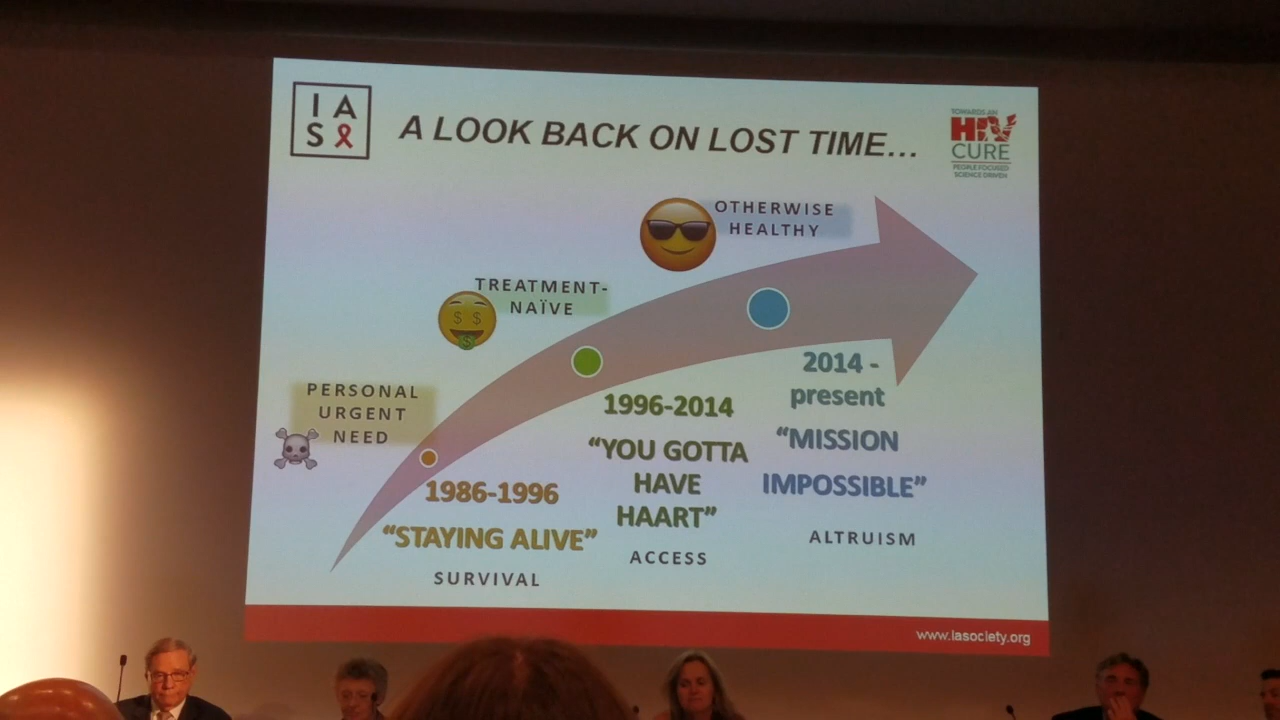 I A
S
A LOOK BACK ON LOST TIME...
TOWARDS AN
HIV
CURE
PEOPLE FOCUSED
SCIENCE DRIVEN
OTHERWISE
HEALTHY
TREATMENT-
NAÏVE
$ $
$
PERSONAL
URGENT
NEED
2014 -
present
"MISSION
IMPOSSIBLE"
ALTRUISM
1996-2014
"YOU GOTTA
HAVE
HAART"
ACCESS
1986-1996
"STAYING ALIVE"
SURVIVAL
www.iasociety.org